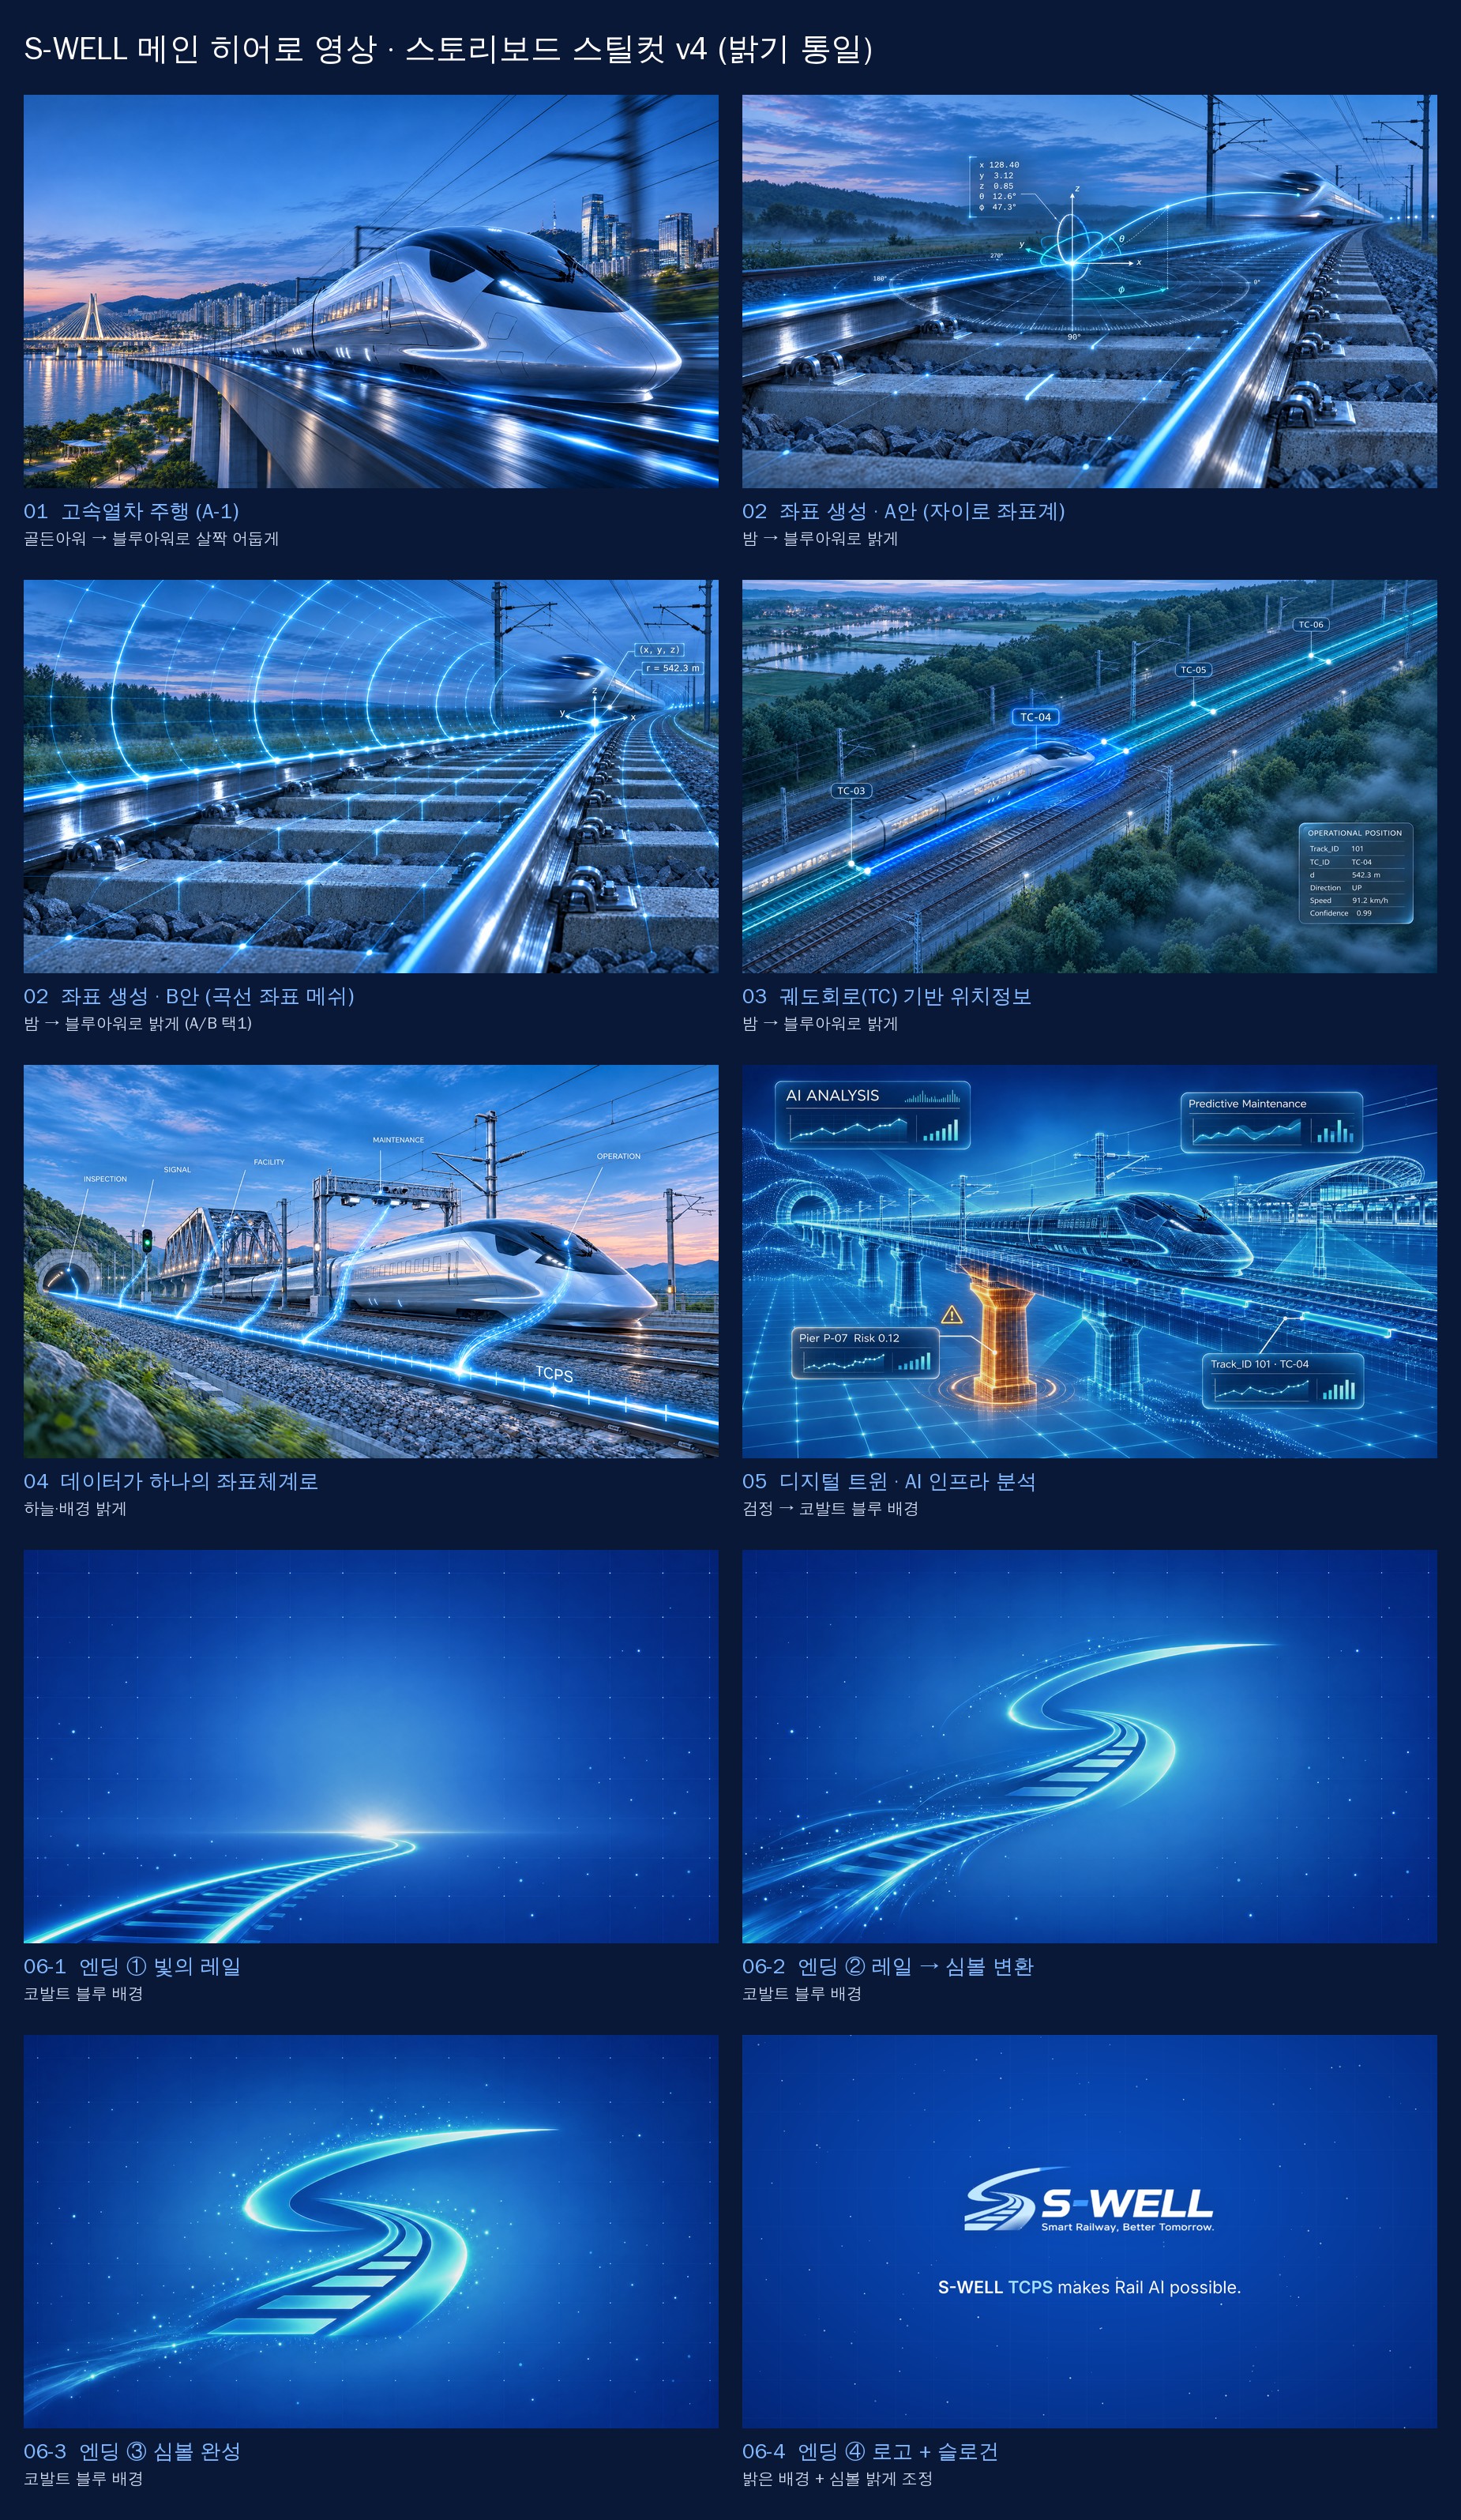 S-WELL 메인 히어로 영상 · 스토리보드 스틸컷 v4 (밝기 통일)
01 고속열차 주행 (A-1)
골든아워 → 블루아워로 살짝 어둡게
x 128.40
y 3.12
z 0.85
θ 12.6°
ϕ 47.3°
z
y
θ
x
270°
180°
0°
ϕ
90°
02 좌표 생성 · A안 (자이로 좌표계)
밤 → 블루아워로 밝게
(x, y, z)
r = 542.3 m
z
y
x
02 좌표 생성 · B안 (곡선 좌표 메쉬)
밤 → 블루아워로 밝게 (A/B 택1)
TC-06
TC-05
TC-04
TC-03
OPERATIONAL POSITION
Track_ID 101
TC_ID TC-04
d 542.3 m
Direction UP
Speed 91.2 km/h
Confidence 0.99
03 궤도회로(TC) 기반 위치정보
밤 → 블루아워로 밝게
MAINTENANCE
OPERATION
FACILITY
SIGNAL
INSPECTION
TCPS
04 데이터가 하나의 좌표체계로
하늘·배경 밝게
AI ANALYSIS
Predictive Maintenance
Pier P-07 Risk 0.12
Track_ID 101 · TC-04
05 디지털 트윈 · AI 인프라 분석
검정 → 코발트 블루 배경
06-1 엔딩 ① 빛의 레일
코발트 블루 배경
06-2 엔딩 ② 레일 → 심볼 변환
코발트 블루 배경
06-3 엔딩 ③ 심볼 완성
코발트 블루 배경
S-WELL
Smart Railway, Better Tomorrow.
S-WELL TCPS makes Rail AI possible.
06-4 엔딩 ④ 로고 + 슬로건
밝은 배경 + 심볼 밝게 조정